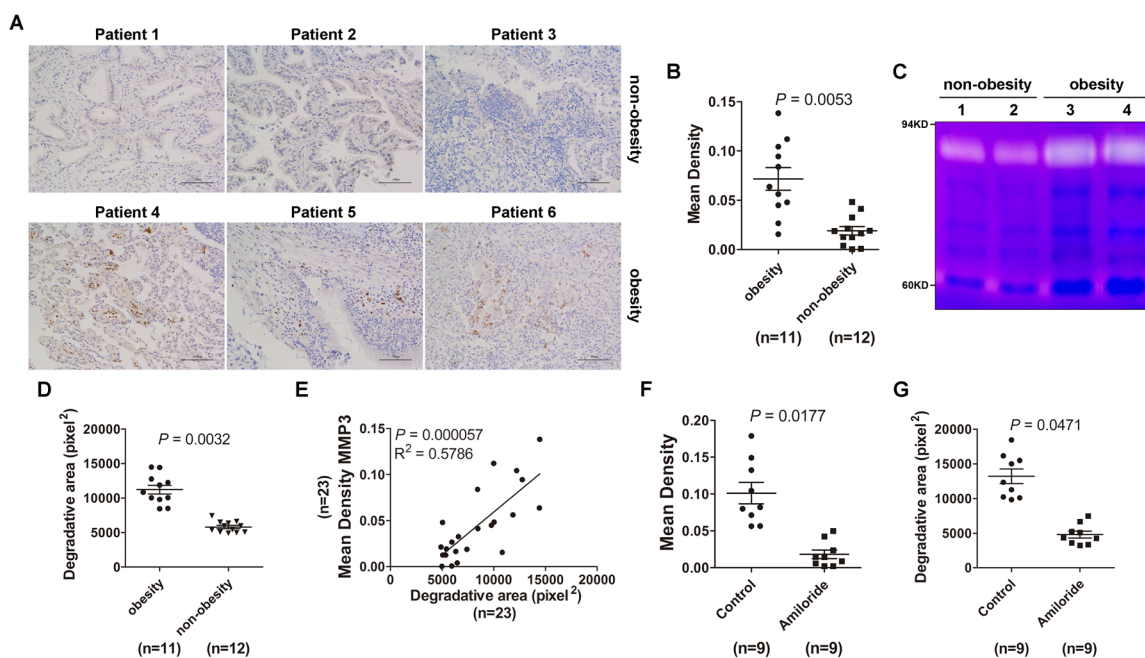 A
Patient 1
Patient 2
Patient 3
non-obesity
Patient 4
Patient 5
Patient 6
obesity
B
P = 0.0053
Mean Density
0.15
0.10
0.05
0.00
obesity
non-obesity
(n=11)
(n=12)
C
non-obesity
obesity
1
2
3
4
94KD
60KD
D
Degradative area (pixel²)
P = 0.0032
20000
15000
10000
5000
0
obesity
non-obesity
(n=11)
(n=12)
E
Mean Density MMP3
(n=23)
P = 0.000057
R² = 0.5786
0.15
0.10
0.05
0.00
0
5000
10000
15000
20000
Degradative area (pixel²)
(n=23)
F
Mean Density
P = 0.0177
0.20
0.15
0.10
0.05
0.00
Control
Amiloride
(n=9)
(n=9)
G
Degradative area (pixel²)
P = 0.0471
20000
15000
10000
5000
0
Control
Amiloride
(n=9)
(n=9)